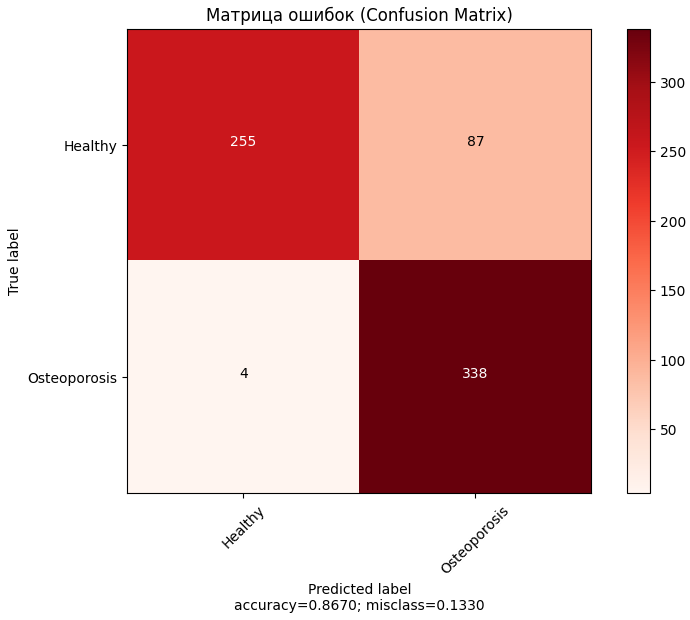 Матрица ошибок (Confusion Matrix)
True label
Healthy
255
87
Osteoporosis
4
338
Healthy
Osteoporosis
Predicted label
accuracy=0.8670; misclass=0.1330
300
250
200
150
100
50